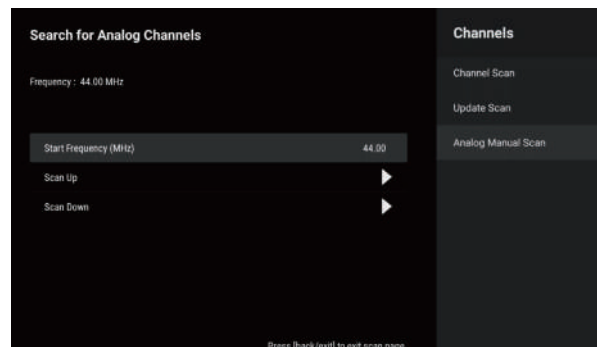 Search for Analog Channels
Frequency : 44.00 MHz
Start Frequency (MHz) 44.00
Scan Up
Scan Down
Press [back/exit] to exit scan page
Channels
Channel Scan
Update Scan
Analog Manual Scan